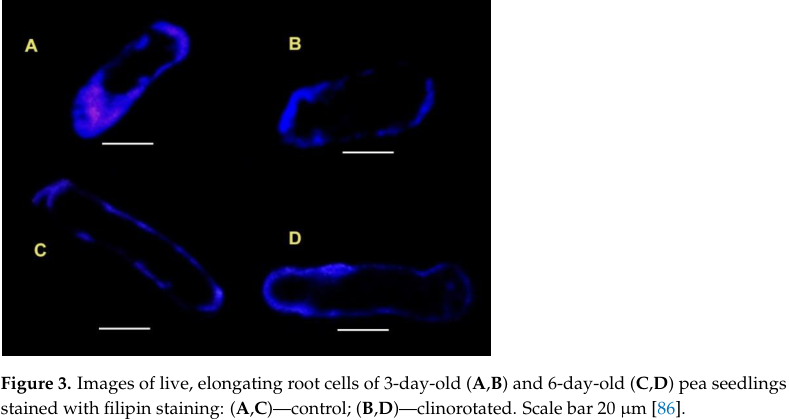 A
B
C
D
Figure 3. Images of live, elongating root cells of 3-day-old (A,B) and 6-day-old (C,D) pea seedlings
stained with filipin staining: (A,C)—control; (B,D)—clinorotated. Scale bar 20 μm [86].